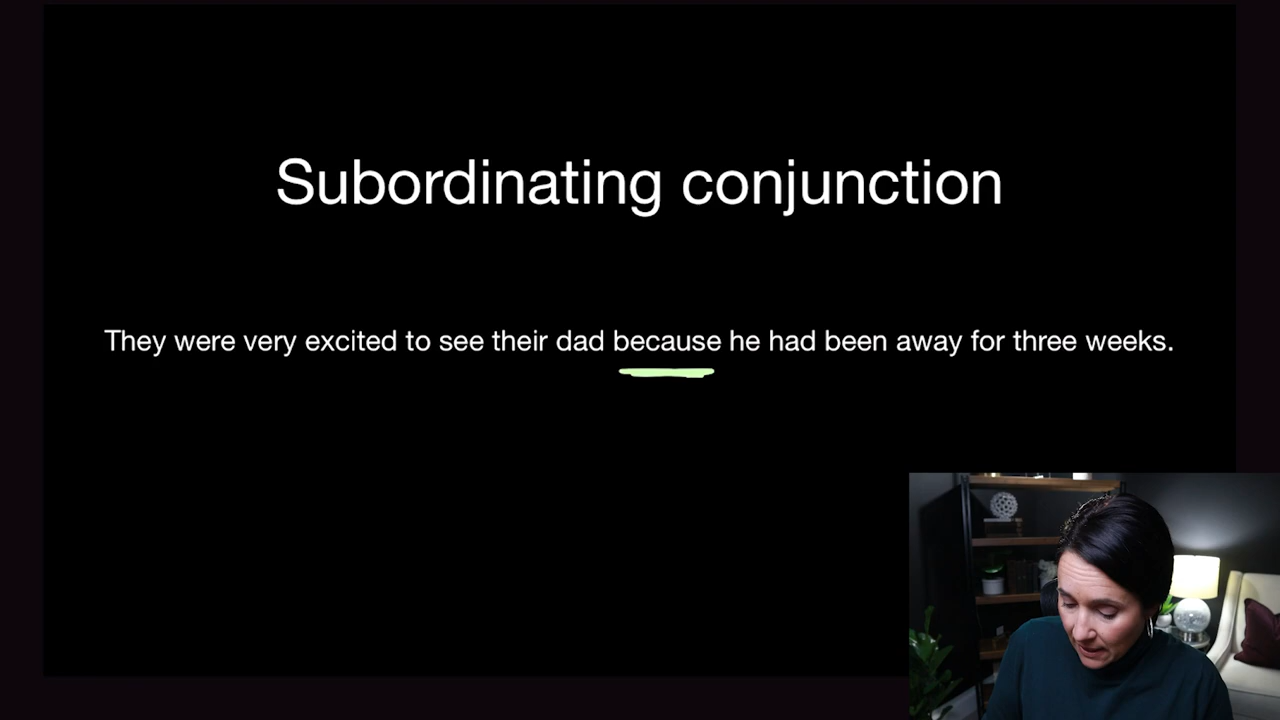 Subordinating conjunction
They were very excited to see their dad because he had been away for three weeks.